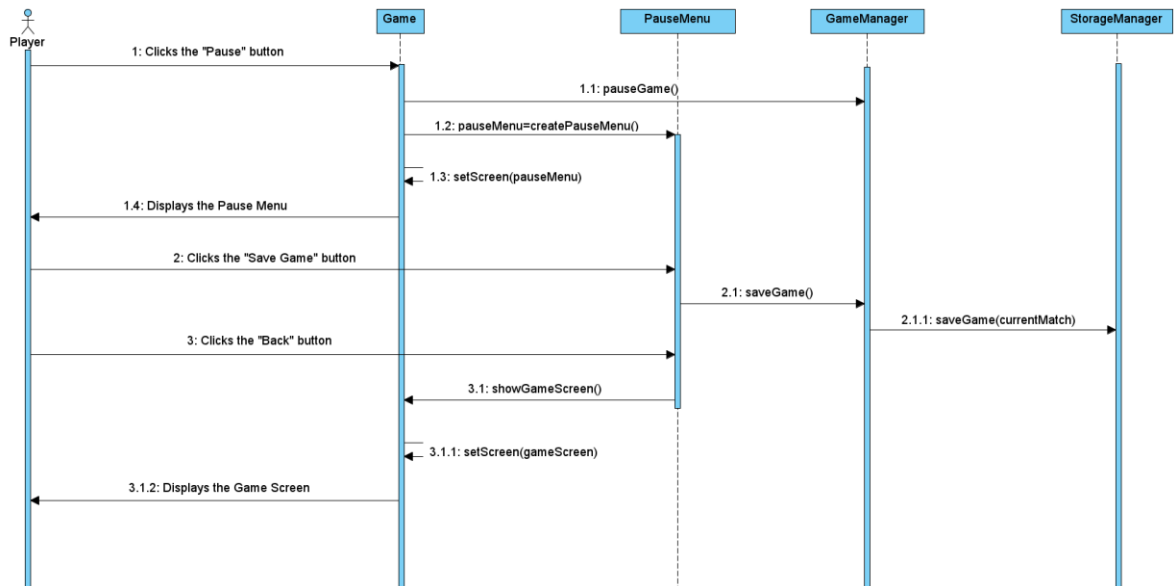 Game
PauseMenu
GameManager
StorageManager
Player
1: Clicks the "Pause" button
1.1: pauseGame()
1.2: pauseMenu=createPauseMenu()
1.3: setScreen(pauseMenu)
1.4: Displays the Pause Menu
2: Clicks the "Save Game" button
2.1: saveGame()
2.1.1: saveGame(currentMatch)
3: Clicks the "Back" button
3.1: showGameScreen()
3.1.1: setScreen(gameScreen)
3.1.2: Displays the Game Screen